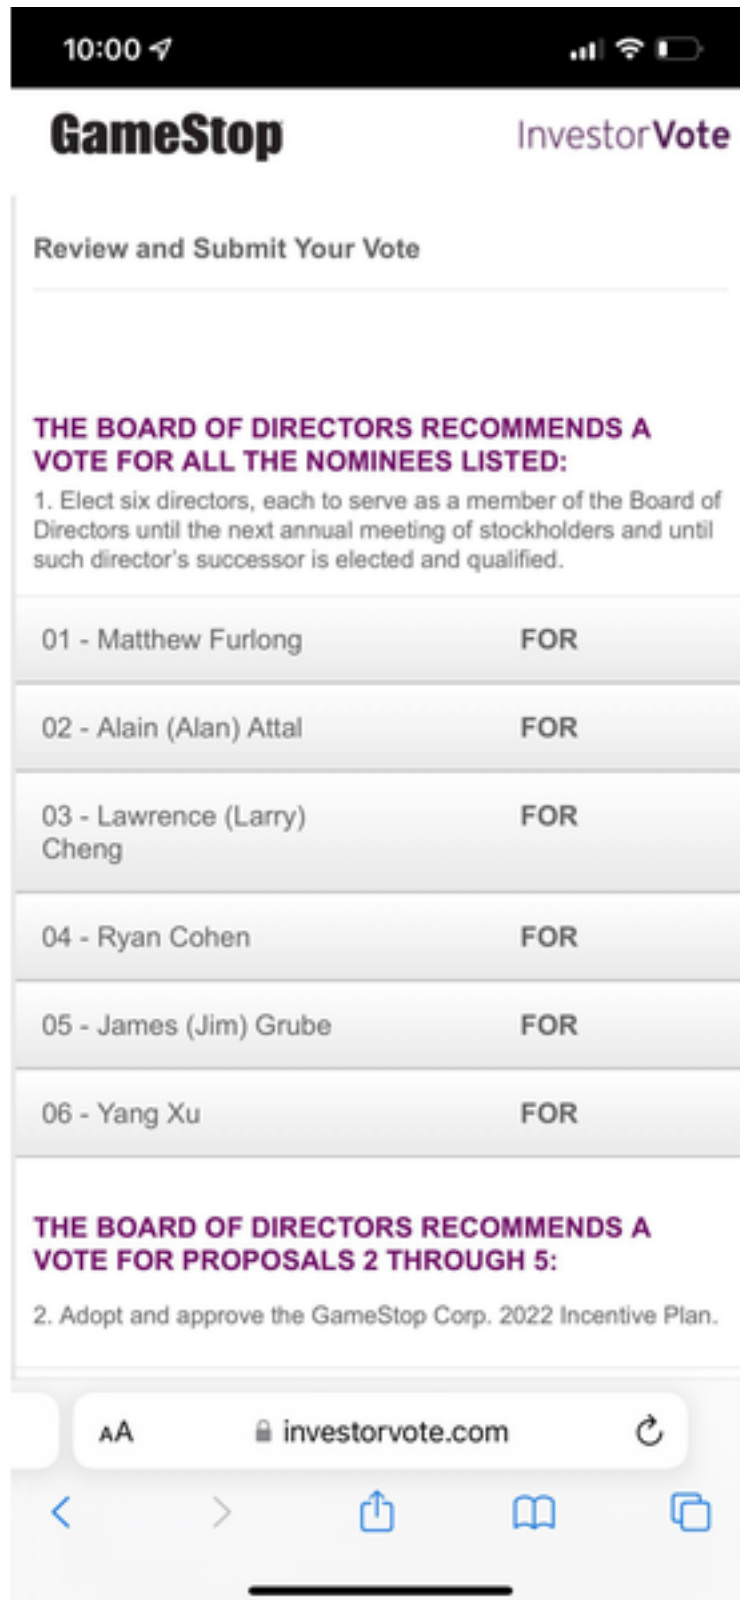 10:00
GameStop
InvestorVote
Review and Submit Your Vote
THE BOARD OF DIRECTORS RECOMMENDS A
VOTE FOR ALL THE NOMINEES LISTED:
1. Elect six directors, each to serve as a member of the Board of
Directors until the next annual meeting of stockholders and until
such director's successor is elected and qualified.
01 - Matthew Furlong FOR
02 - Alain (Alan) Attal FOR
03 - Lawrence (Larry) FOR
Cheng
04 - Ryan Cohen FOR
05 - James (Jim) Grube FOR
06 - Yang Xu FOR
THE BOARD OF DIRECTORS RECOMMENDS A
VOTE FOR PROPOSALS 2 THROUGH 5:
2. Adopt and approve the GameStop Corp. 2022 Incentive Plan.
AA investorvote.com